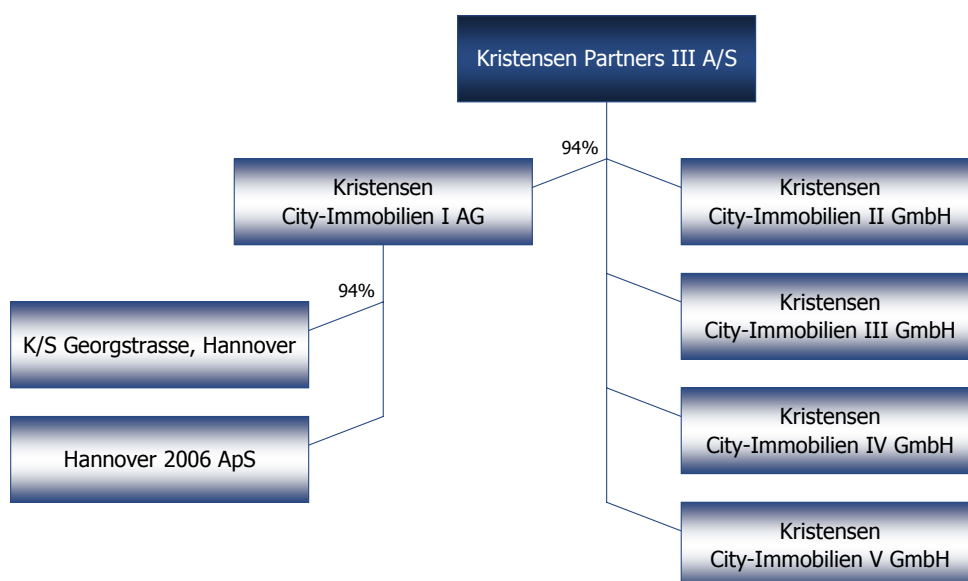 Kristensen Partners III A/S
94%
Kristensen
City-Immobilien I AG
Kristensen
City-Immobilien II GmbH
94%
K/S Georgstrasse, Hannover
Kristensen
City-Immobilien III GmbH
Hannover 2006 ApS
Kristensen
City-Immobilien IV GmbH
Kristensen
City-Immobilien V GmbH